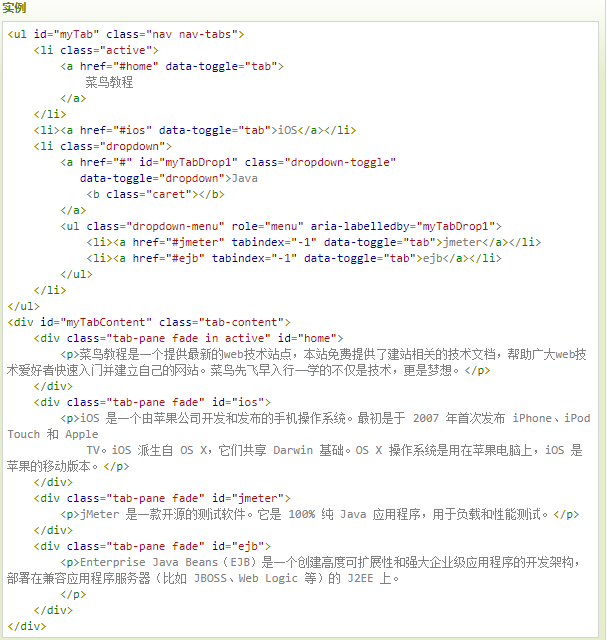 实例
<ul id="myTab" class="nav nav-tabs">
    <li class="active">
        <a href="#home" data-toggle="tab">
            菜鸟教程
        </a>
    </li>
    <li><a href="#ios" data-toggle="tab">iOS</a></li>
    <li class="dropdown">
        <a href="#" id="myTabDrop1" class="dropdown-toggle"
           data-toggle="dropdown">Java
            <b class="caret"></b>
        </a>
        <ul class="dropdown-menu" role="menu" aria-labelledby="myTabDrop1">
            <li><a href="#jmeter" tabindex="-1" data-toggle="tab">jmeter</a></li>
            <li><a href="#ejb" tabindex="-1" data-toggle="tab">ejb</a></li>
        </ul>
    </li>
</ul>
<div id="myTabContent" class="tab-content">
    <div class="tab-pane fade in active" id="home">
        <p>菜鸟教程是一个提供最新的web技术站点，本站免费提供了建站相关的技术文档，帮助广大web技
术爱好者快速入门并建立自己的网站。菜鸟先飞早入行—学的不仅是技术，更是梦想。</p>
    </div>
    <div class="tab-pane fade" id="ios">
        <p>iOS 是一个由苹果公司开发和发布的手机操作系统。最初是于 2007 年首次发布 iPhone、iPod
Touch 和 Apple
            TV。iOS 派生自 OS X，它们共享 Darwin 基础。OS X 操作系统是用在苹果电脑上，iOS 是
苹果的移动版本。</p>
    </div>
    <div class="tab-pane fade" id="jmeter">
        <p>jMeter 是一款开源的测试软件。它是 100% 纯 Java 应用程序，用于负载和性能测试。</p>
    </div>
    <div class="tab-pane fade" id="ejb">
        <p>Enterprise Java Beans（EJB）是一个创建高度可扩展性和强大企业级应用程序的开发架构，
部署在兼容应用程序服务器（比如 JBOSS、Web Logic 等）的 J2EE 上。
        </p>
    </div>
</div>